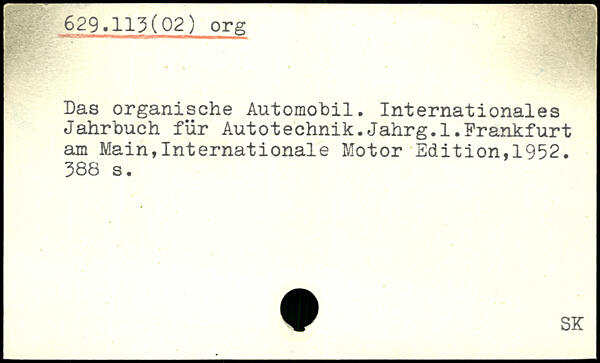 629.113(02) org
Das organische Automobil. Internationales
Jahrbuch für Autotechnik.Jahrg.1.Frankfurt
am Main,Internationale Motor Edition,1952.
388 s.
SK